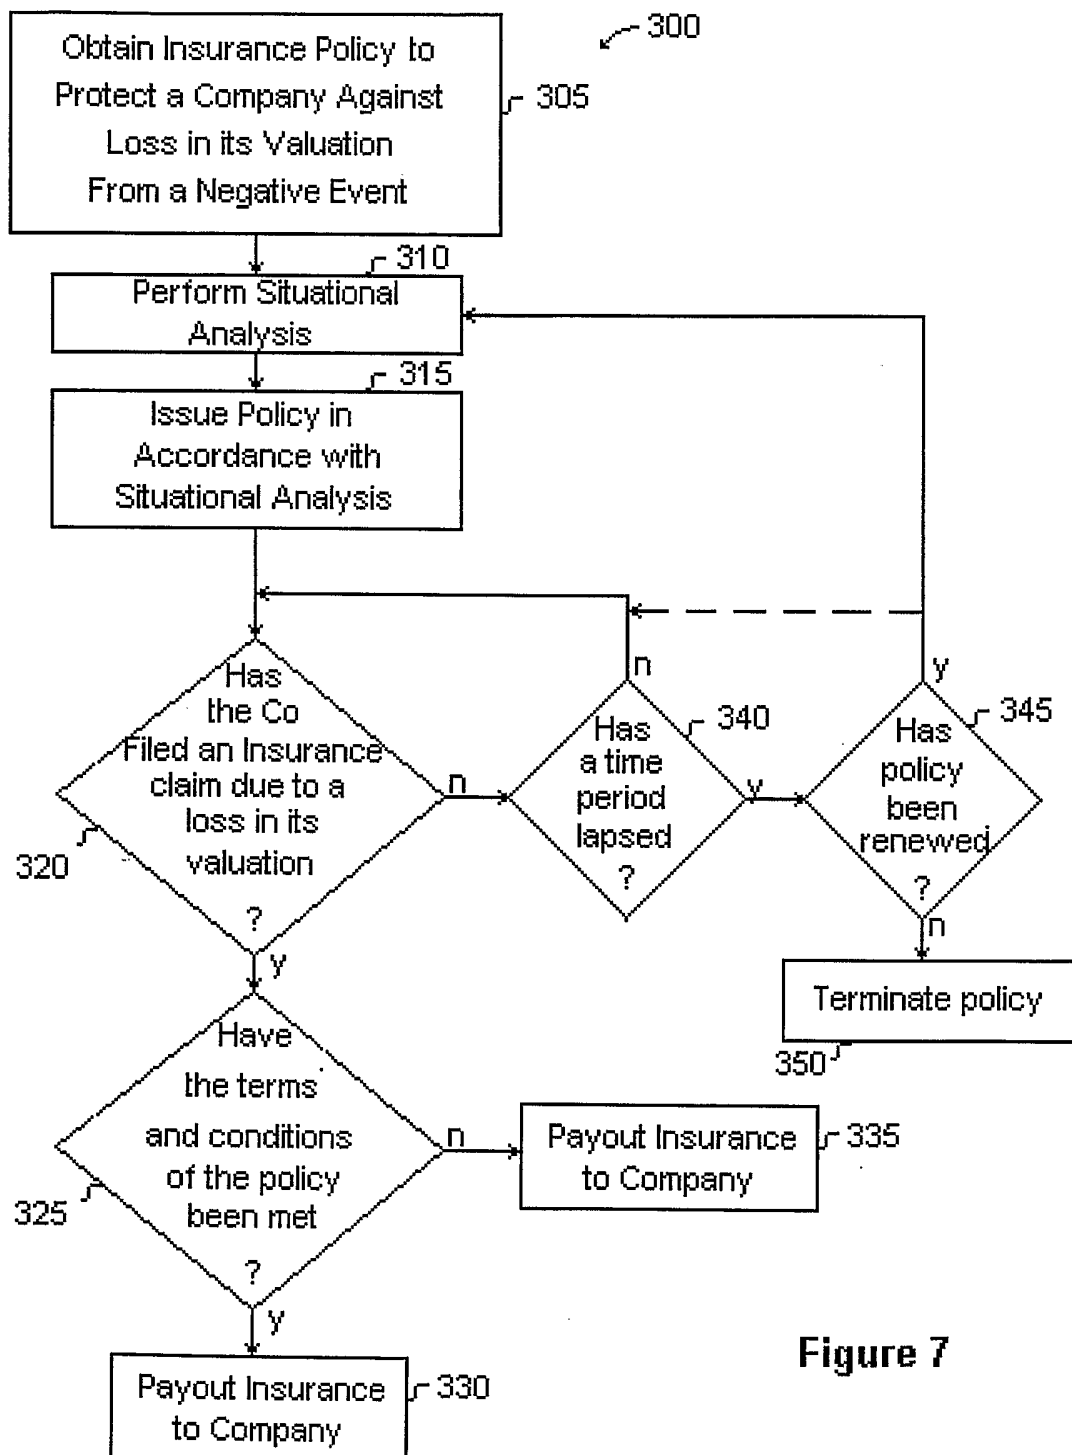 300
Obtain Insurance Policy to
Protect a Company Against
Loss in its Valuation
From a Negative Event
305
310
Perform Situational
Analysis
315
Issue Policy in
Accordance with
Situational Analysis
Has
the Co
Filed an Insurance
claim due to a
loss in its
valuation
?
320
n
y
Has
a time
period
lapsed
?
340
n
y
Has
policy
been
renewed
?
345
y
n
Terminate policy
350
Have
the terms
and conditions
of the policy
been met
?
325
n
y
Payout Insurance
to Company
335
Payout Insurance
to Company
330
Figure 7